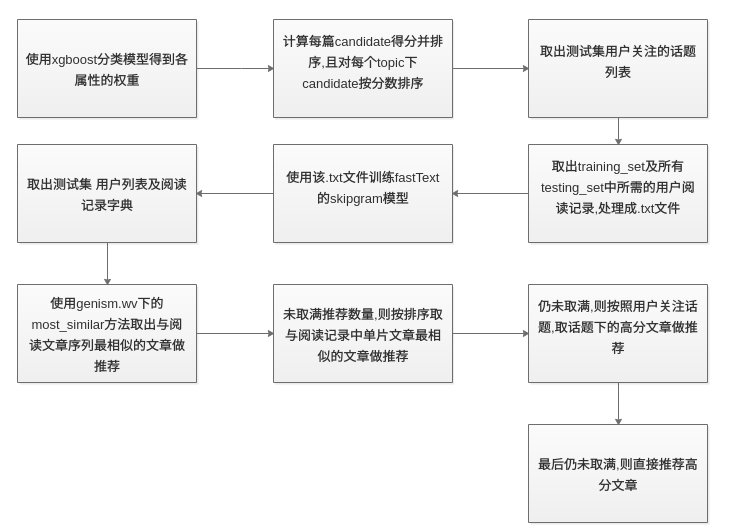 使用xgboost分类模型得到各
属性的权重
计算每篇candidate得分并排
序,且对每个topic下
candidate按分数排序
取出测试集用户关注的话题
列表
取出training_set及所有
testing_set中所需的用户阅
读记录,处理成.txt文件
使用该.txt文件训练fastText
的skipgram模型
取出测试集 用户列表及阅读
记录字典
使用genism.wv下的
most_similar方法取出与阅
读文章序列最相似的文章做
推荐
未取满推荐数量,则按排序取
与阅读记录中单片文章最相
似的文章做推荐
仍未取满,则按照用户关注话
题,取话题下的高分文章做推
荐
最后仍未取满,则直接推荐高
分文章